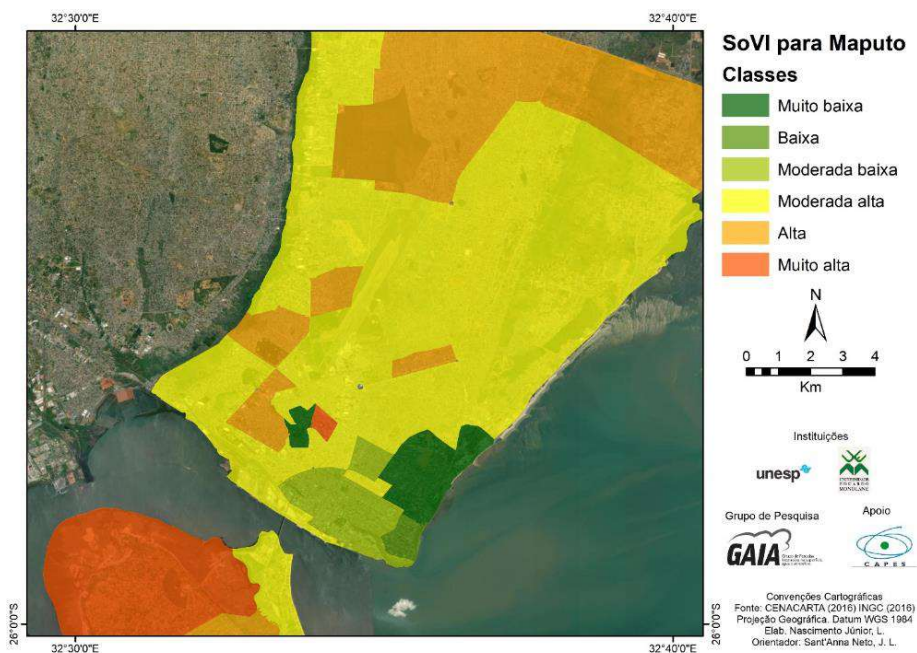 32°30'0"E
32°40'0"E
SoVI para Maputo
Classes
Muito baixa
Baixa
Moderada baixa
Moderada alta
Alta
Muito alta
N
0 1 2 3 4
Km
Instituições
unesp
UNIVERSIDADE
EDUARDO
MONDLANE
Grupo de Pesquisa
Apoio
GAIA
CAPES
Convenções Cartográficas
Fonte: CENACARTA (2016) INGC (2016)
Projeção Geográfica. Datum WGS 1984
Elab. Nascimento Júnior, L.
Orientador: Sant'Anna Neto, J. L.
26°0'0"S
26°0'0"S
32°30'0"E
32°40'0"E